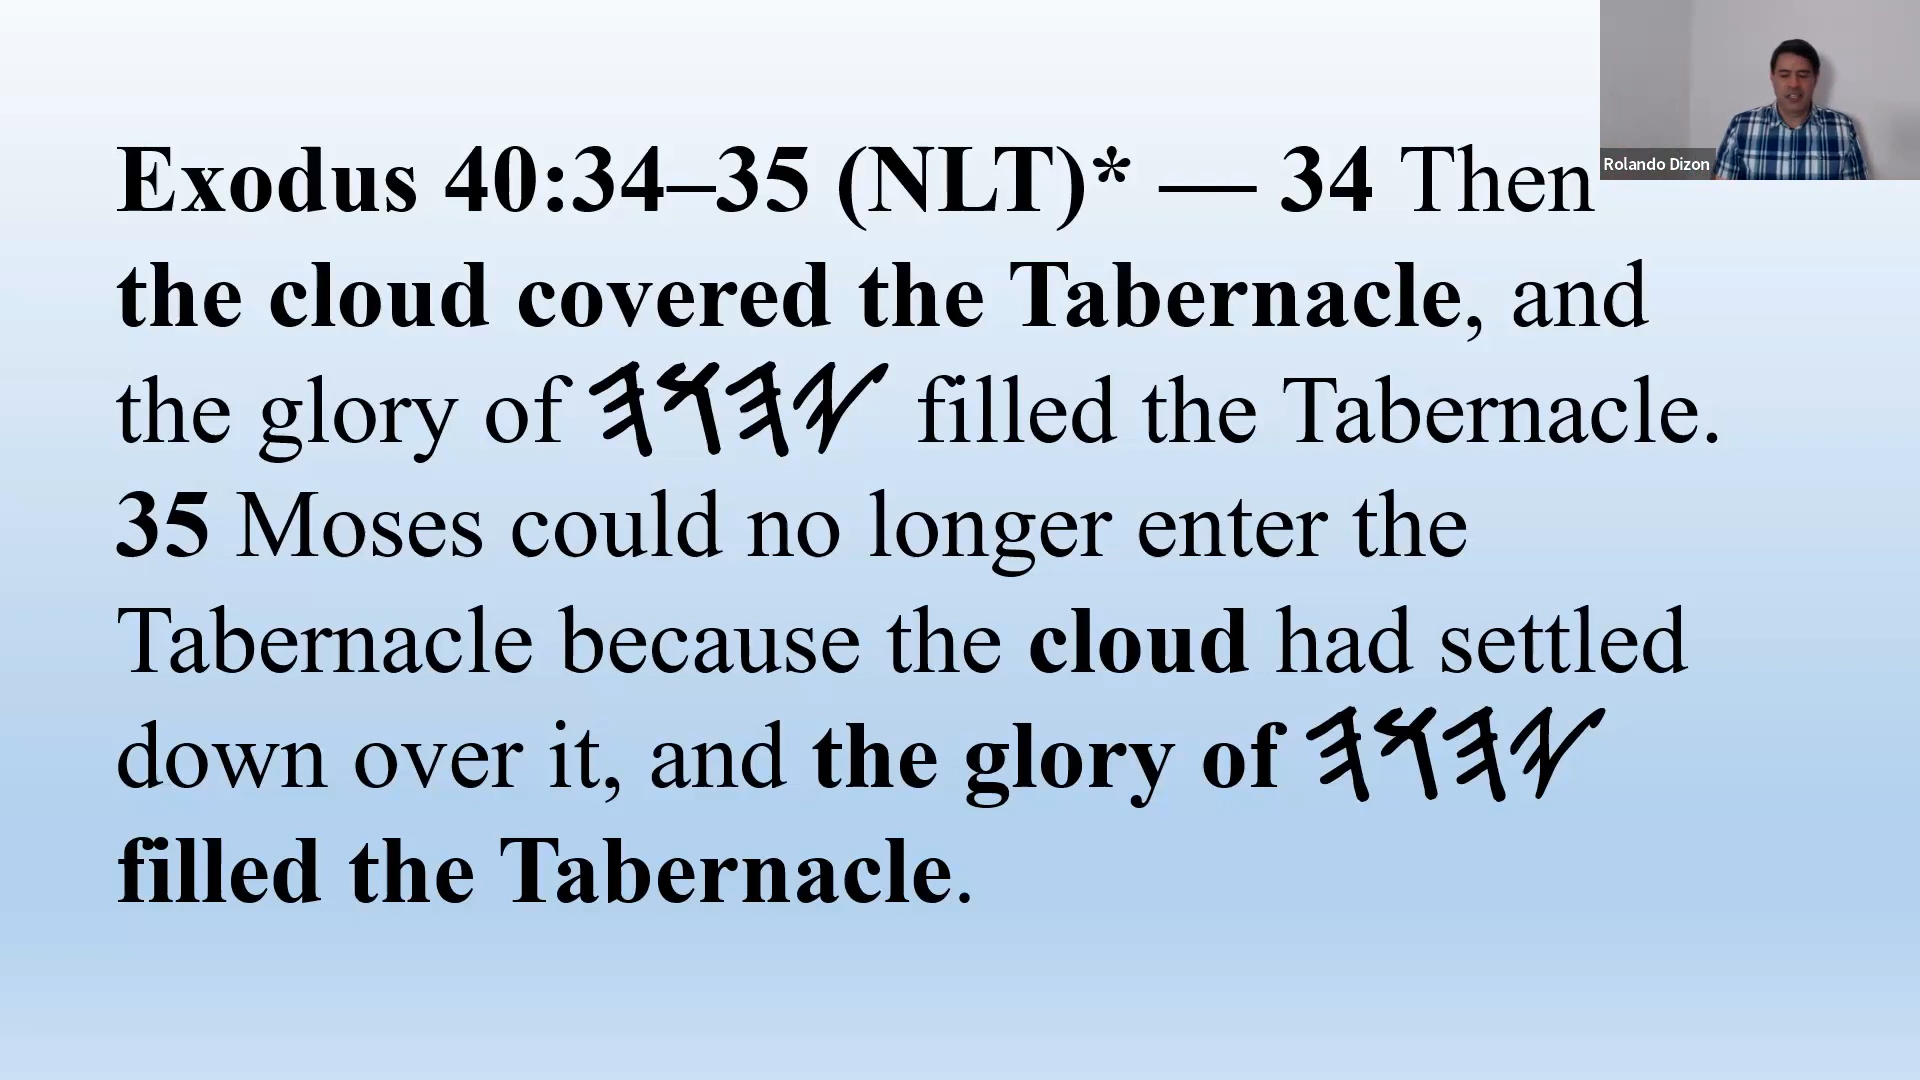 Exodus 40:34–35 (NLT)* — 34 Then
the cloud covered the Tabernacle, and
the glory of 𐤉𐤄𐤅𐤄 filled the Tabernacle.
35 Moses could no longer enter the
Tabernacle because the cloud had settled
down over it, and the glory of 𐤉𐤄𐤅𐤄
filled the Tabernacle.
Rolando Dizon